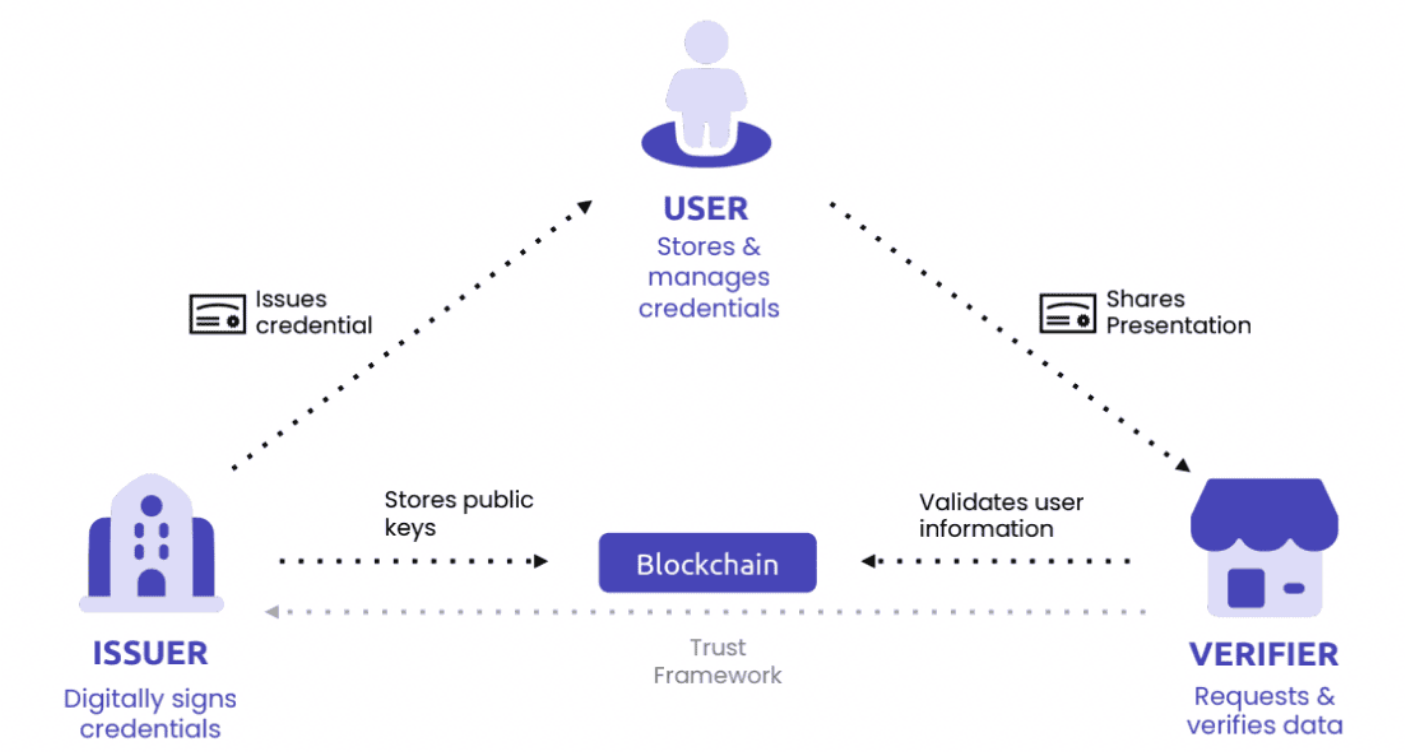 USER
Stores &
manages
credentials
Issues
credential
Shares
Presentation
Stores public
keys
Blockchain
Validates user
information
Trust
Framework
ISSUER
Digitally signs
credentials
VERIFIER
Requests &
verifies data